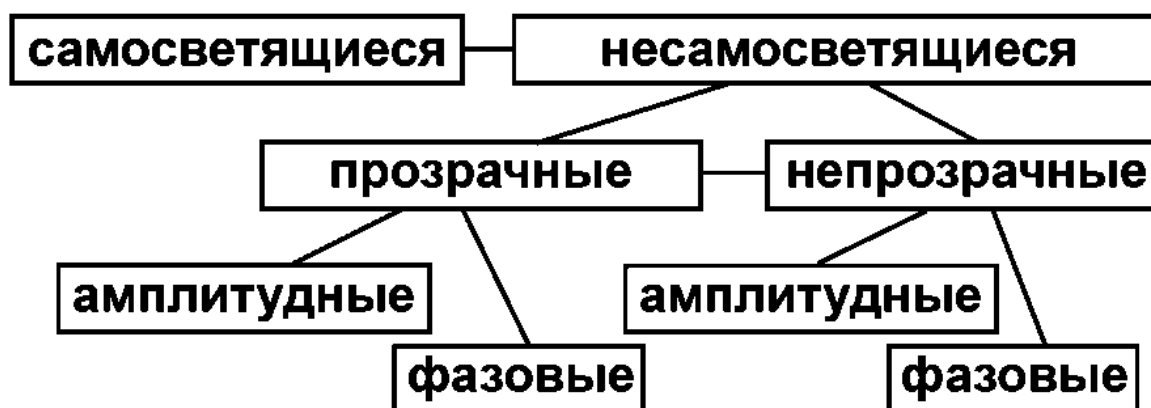 самосветящиеся несамосветящиеся
прозрачные непрозрачные
амплитудные амплитудные
фазовые фазовые